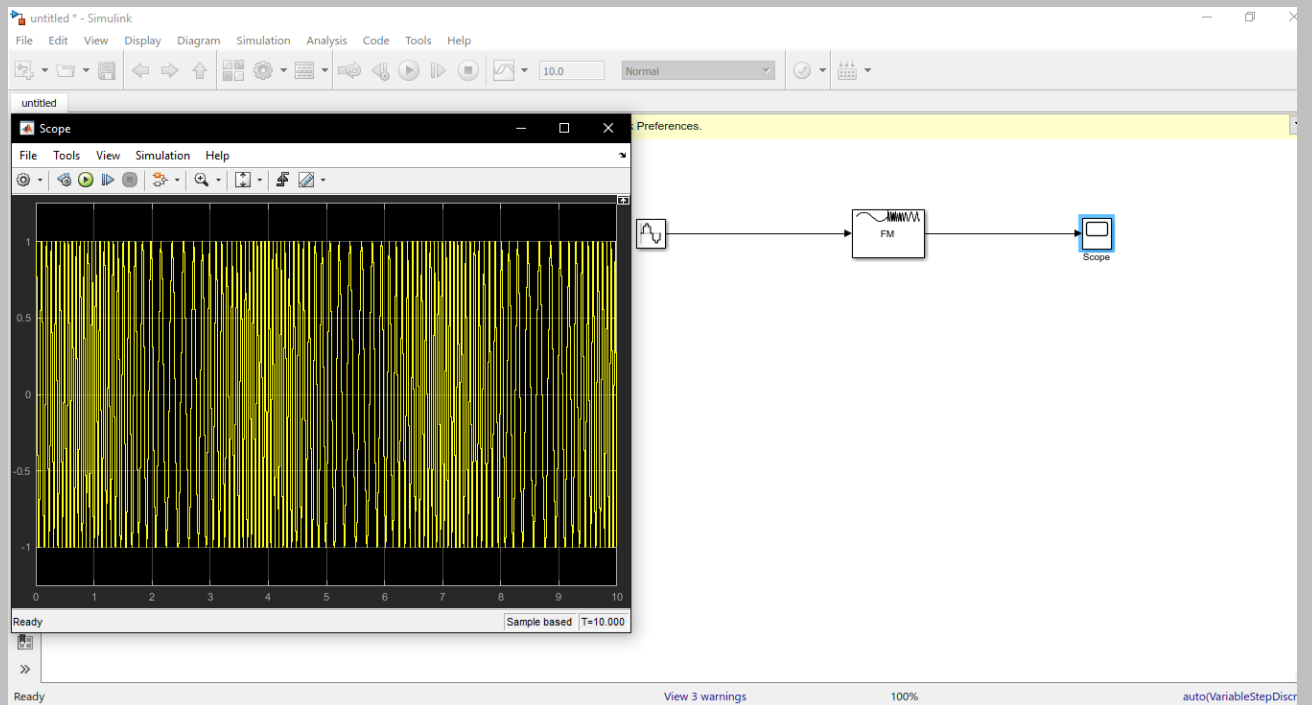 untitled * - Simulink
File Edit View Display Diagram Simulation Analysis Code Tools Help
10.0 Normal
untitled
Scope
Preferences.
File Tools View Simulation Help
FM
Scope
1
0.5
0
-0.5
-1
0 1 2 3 4 5 6 7 8 9 10
Ready Sample based T=10.000
Ready View 3 warnings 100% auto(VariableStepDiscr